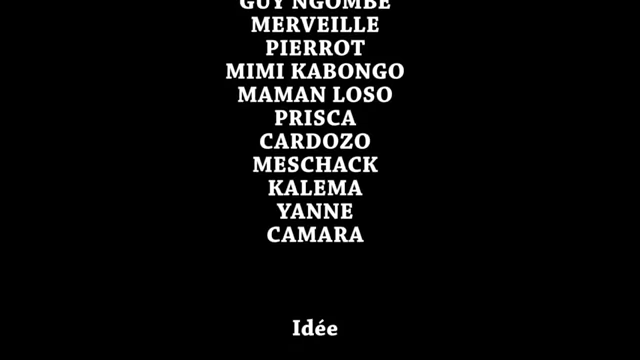 GUY NGOMBE
MERVEILLE
PIERROT
MIMI KABONGO
MAMAN LOSO
PRISCA
CARDOZO
MESCHACK
KALEMA
YANNE
CAMARA
Idée